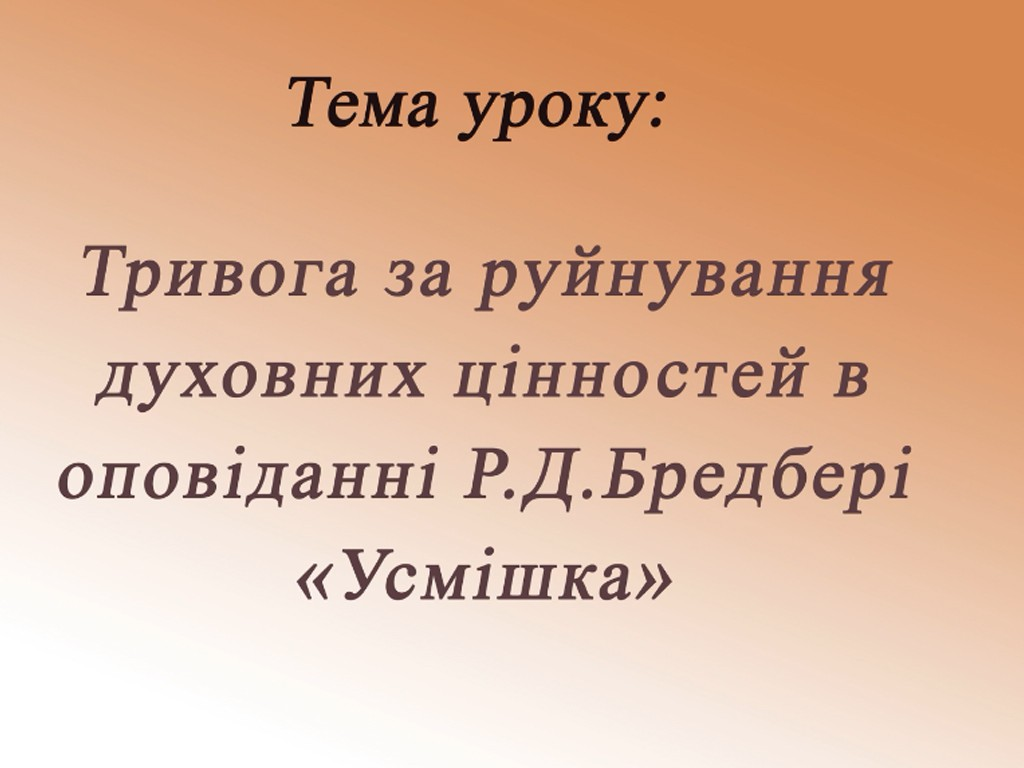 Тема уроку:
Тривога за руйнування
духовних цінностей в
оповіданні Р.Д.Бредбері
«Усмішка»